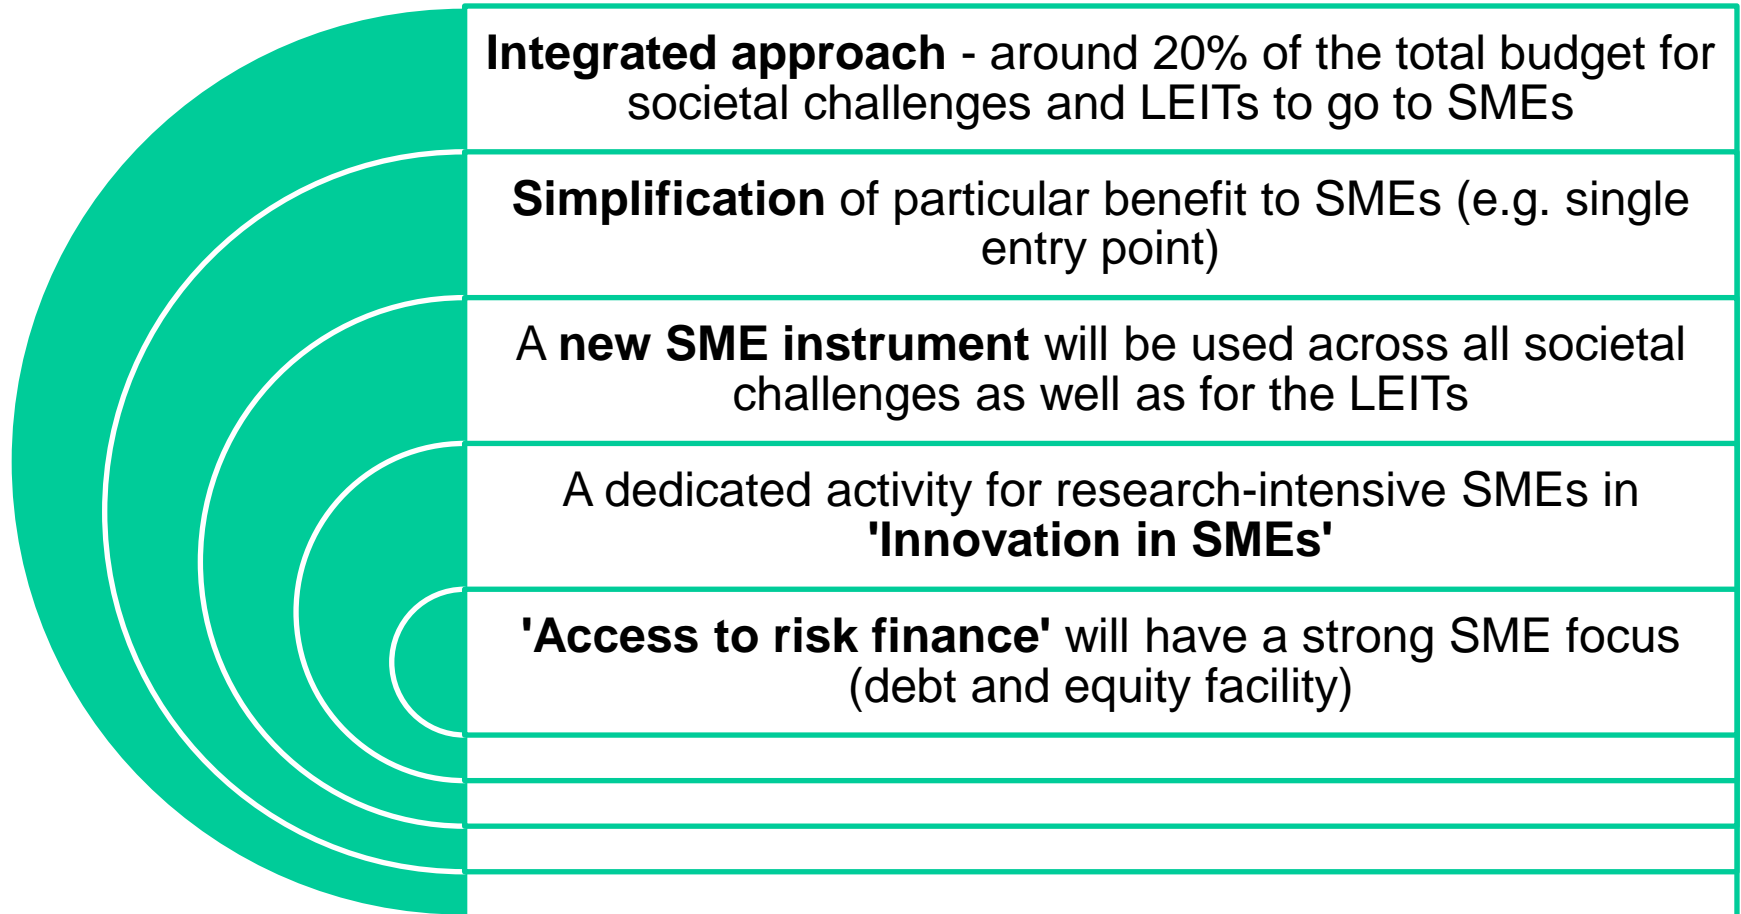 Integrated approach - around 20% of the total budget for
societal challenges and LEITs to go to SMEs
Simplification of particular benefit to SMEs (e.g. single
entry point)
A new SME instrument will be used across all societal
challenges as well as for the LEITs
A dedicated activity for research-intensive SMEs in
'Innovation in SMEs'
'Access to risk finance' will have a strong SME focus
(debt and equity facility)